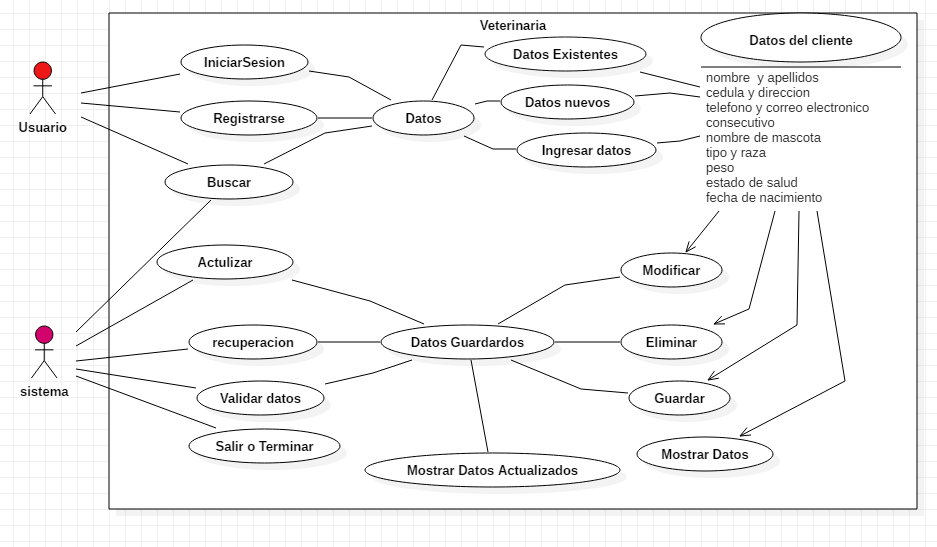 Veterinaria
Usuario
sistema
IniciarSesion
Registrarse
Buscar
Actulizar
recuperacion
Validar datos
Salir o Terminar
Datos
Datos Existentes
Datos nuevos
Ingresar datos
Datos del cliente
nombre y apellidos
cedula y direccion
telefono y correo electronico
consecutivo
nombre de mascota
tipo y raza
peso
estado de salud
fecha de nacimiento
Datos Guardardos
Mostrar Datos Actualizados
Modificar
Eliminar
Guardar
Mostrar Datos